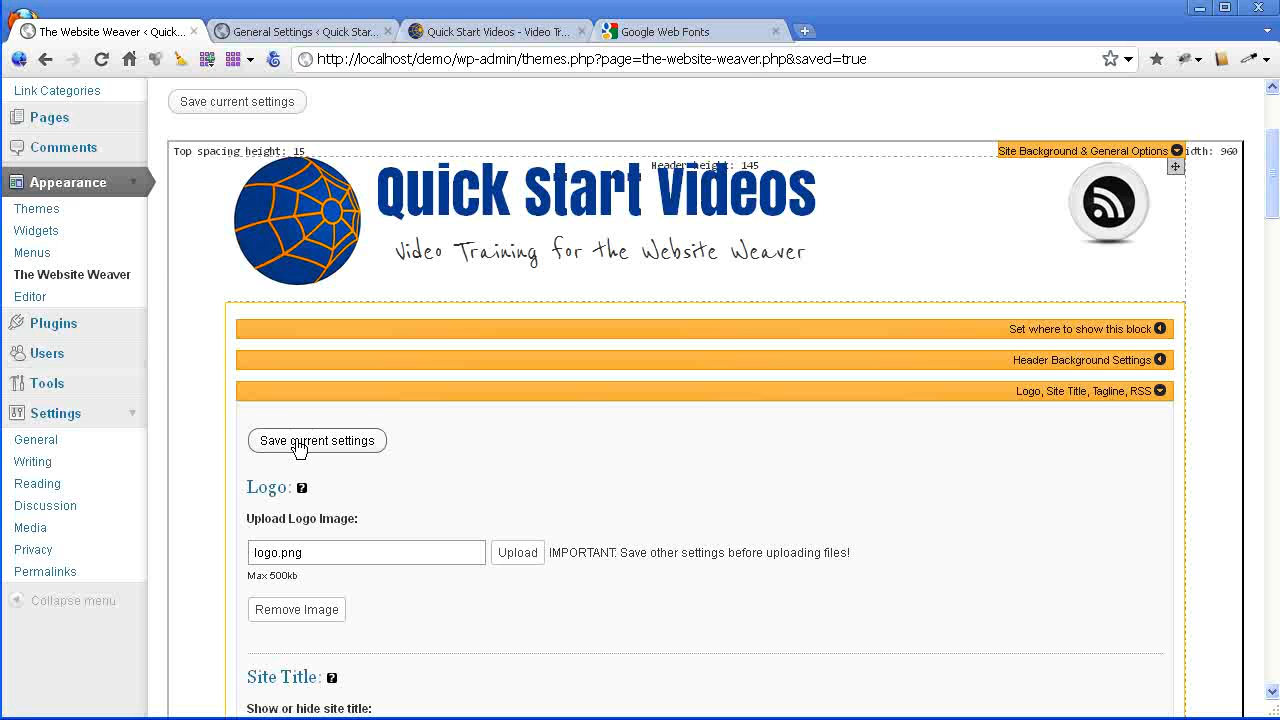 The Website Weaver ‹ Quick...
General Settings ‹ Quick Star...
Quick Start Videos - Video Tr...
Google Web Fonts
http://localhost/demo/wp-admin/themes.php?page=the-website-weaver.php&saved=true
Link Categories
Pages
Comments
Appearance
Themes
Widgets
Menus
The Website Weaver
Editor
Plugins
Users
Tools
Settings
General
Writing
Reading
Discussion
Media
Privacy
Permalinks
Collapse menu
Save current settings
Top spacing height: 15
Site Background & General Options
idth: 960
Header height: 145
Quick Start Videos
Video Training for the Website Weaver
Set where to show this block
Header Background Settings
Logo, Site Title, Tagline, RSS
Save current settings
Logo: ?
Upload Logo Image:
logo.png Upload IMPORTANT: Save other settings before uploading files!
Max 500kb
Remove Image
Site Title: ?
Show or hide site title: